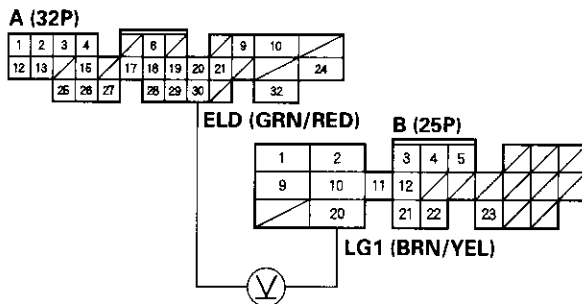 A (32P)
1 2 3 4 6 9 10
12 13 15 17 18 19 20 21 24
25 26 27 28 29 30 32
ELD (GRN/RED)
B (25P)
1 2 3 4 5
9 10 11 12
20 21 22 23
LG1 (BRN/YEL)
V